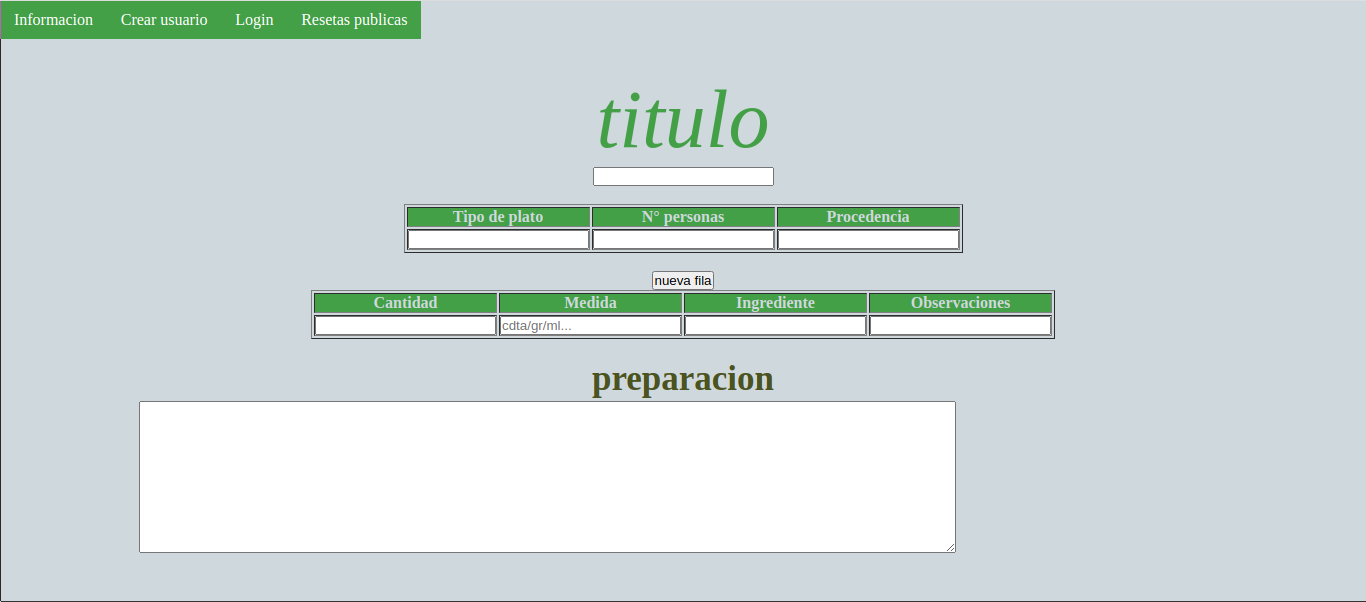 Informacion Crear usuario Login Resetas publicas
titulo
Tipo de plato N° personas Procedencia
nueva fila
Cantidad Medida Ingrediente Observaciones
cdta/gr/ml...
preparacion